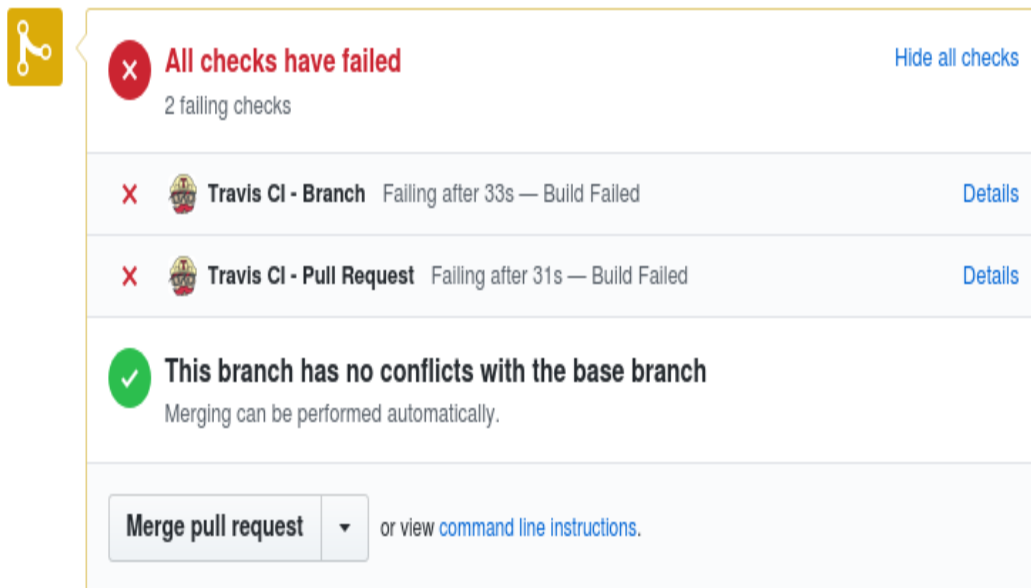 All checks have failed
Hide all checks
2 failing checks
Travis CI - Branch Failing after 33s — Build Failed Details
Travis CI - Pull Request Failing after 31s — Build Failed Details
This branch has no conflicts with the base branch
Merging can be performed automatically.
Merge pull request or view command line instructions.